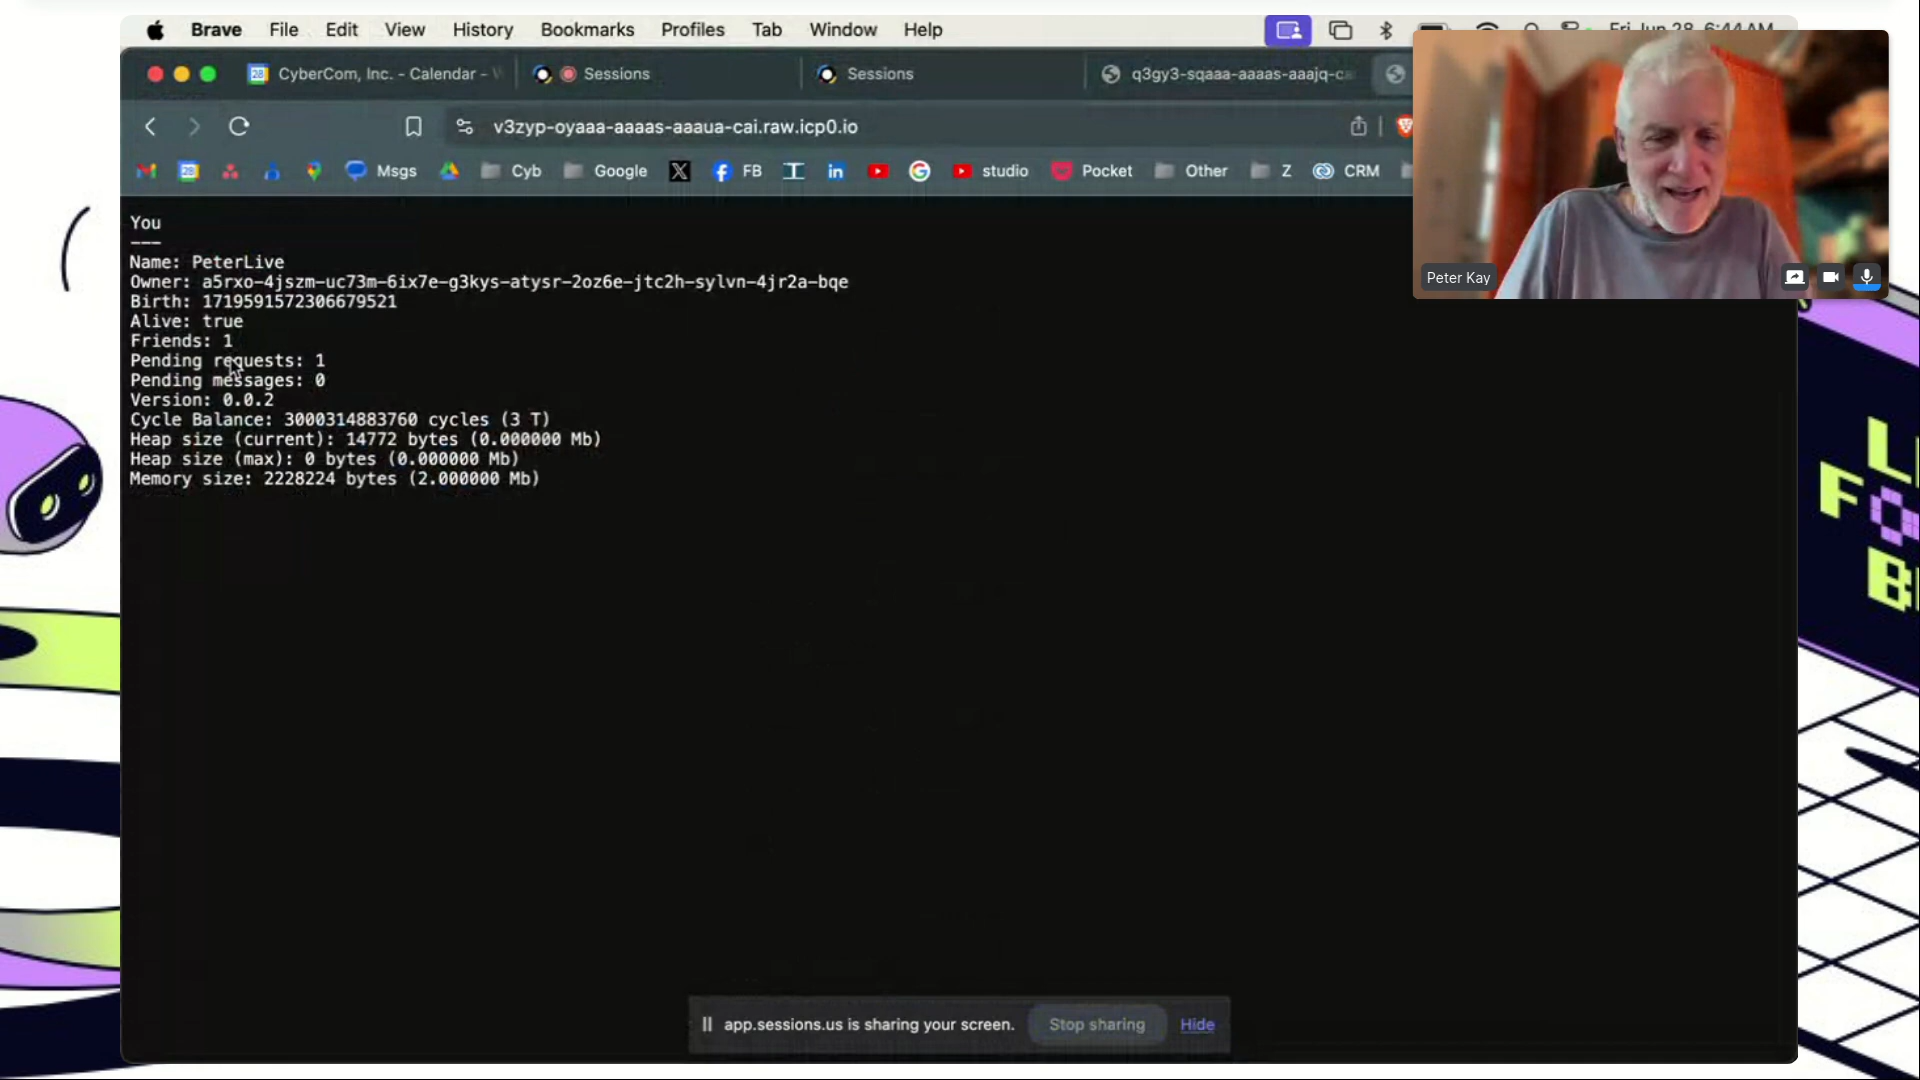 Brave File Edit View History Bookmarks Profiles Tab Window Help
Fri Jun 28 6:44 AM
CyberCom, Inc. - Calendar -
Sessions
Sessions
q3gy3-sqaaa-aaaas-aaajq-ca
v3zyp-oyaaa-aaaas-aaaua-cai.raw.icp0.io
28 Msgs Cyb Google FB studio Pocket Other Z CRM
Peter Kay
You
---
Name: PeterLive
Owner: a5rxo-4jszm-uc73m-6ix7e-g3kys-atysr-2oz6e-jtc2h-sylvn-4jr2a-bqe
Birth: 1719591572306679521
Alive: true
Friends: 1
Pending requests: 1
Pending messages: 0
Version: 0.0.2
Cycle Balance: 3000314883760 cycles (3 T)
Heap size (current): 14772 bytes (0.000000 Mb)
Heap size (max): 0 bytes (0.000000 Mb)
Memory size: 2228224 bytes (2.000000 Mb)
app.sessions.us is sharing your screen. Stop sharing Hide